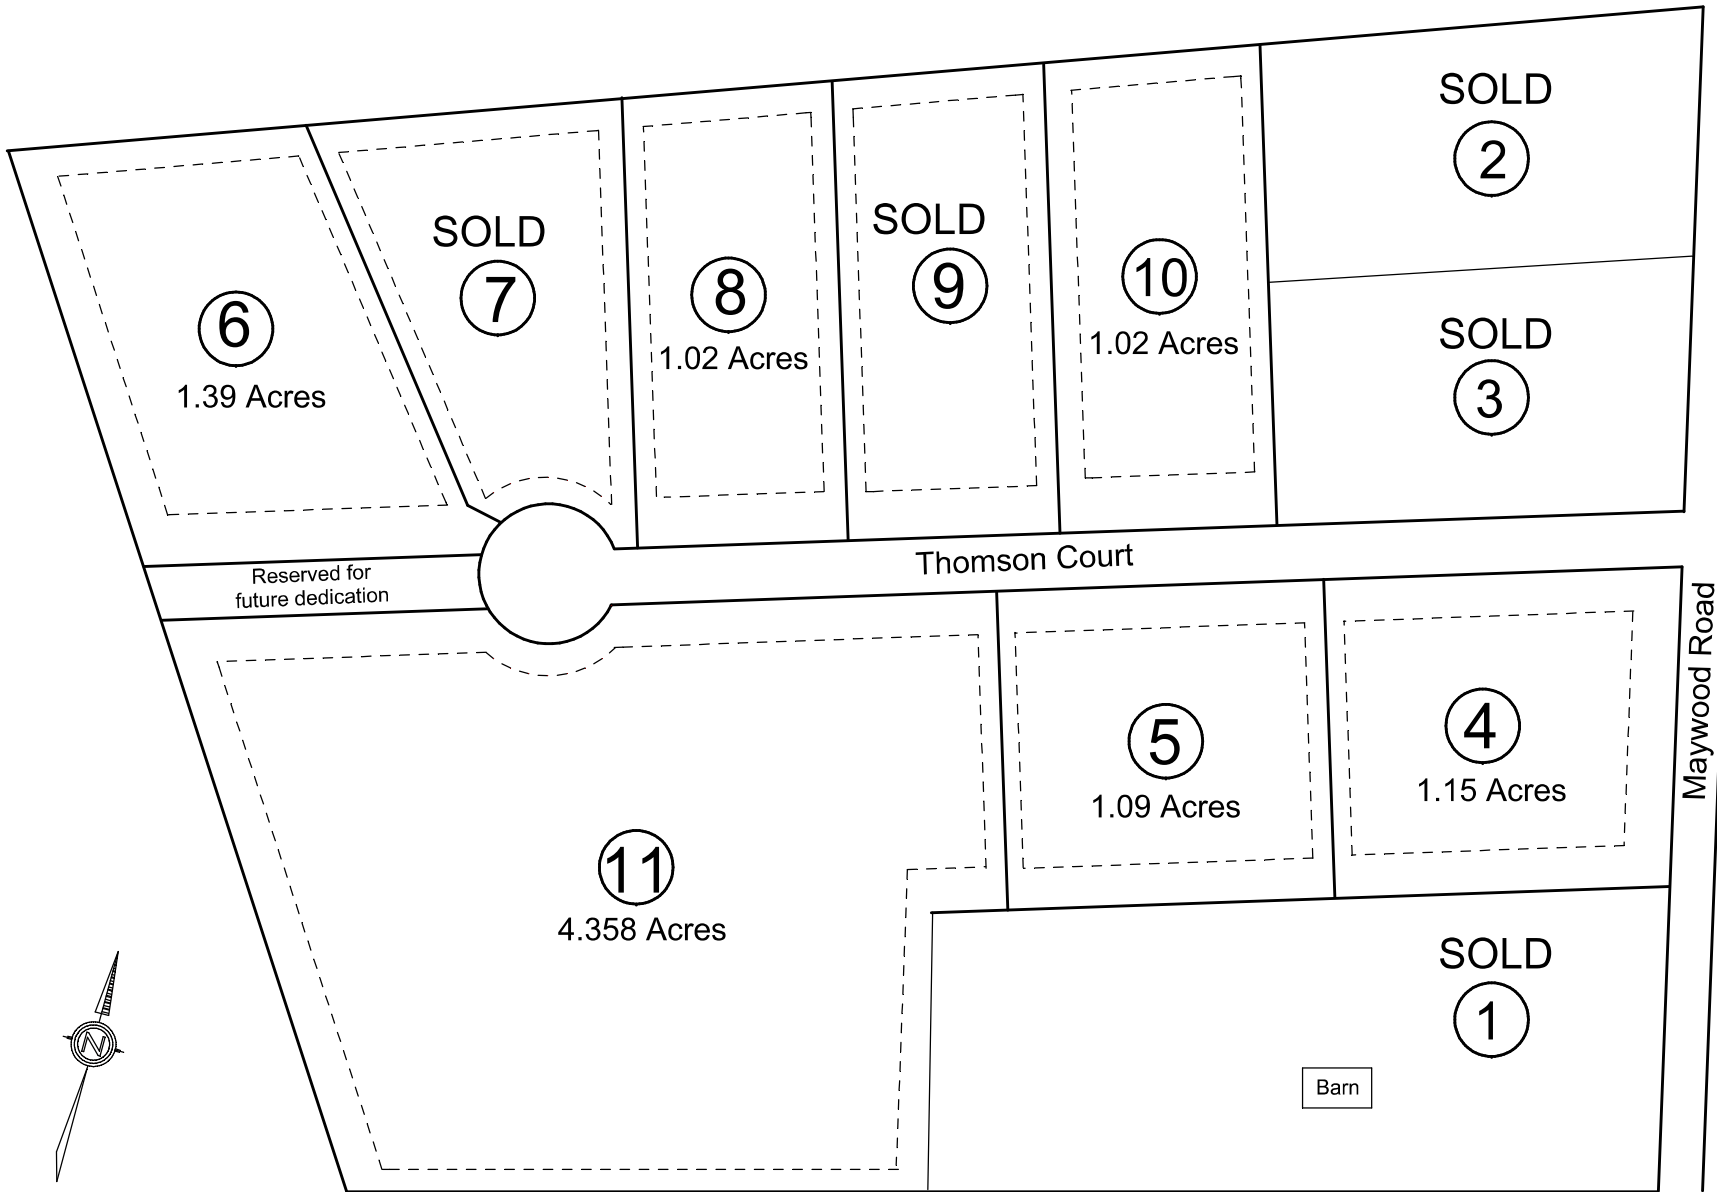 SOLD
2
SOLD
7
SOLD
9
10
1.02 Acres
8
1.02 Acres
6
1.39 Acres
SOLD
3
Thomson Court
Reserved for
future dedication
Maywood Road
5
1.09 Acres
4
1.15 Acres
11
4.358 Acres
SOLD
1
Barn
N